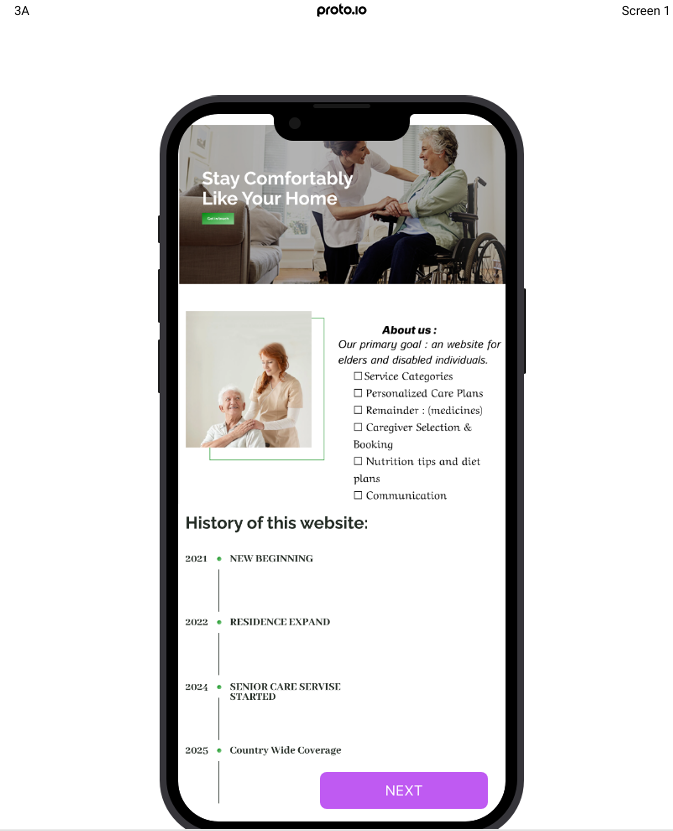 3A
proto.io
Screen 1
Stay Comfortably
Like Your Home
About us :
Our primary goal : an website for
elders and disabled individuals.
☐ Service Categories
☐ Personalized Care Plans
☐ Remainder : (medicines)
☐ Caregiver Selection &
Booking
☐ Nutrition tips and diet
plans
☐ Communication
History of this website:
2021 NEW BEGINNING
2022 RESIDENCE EXPAND
2024 SENIOR CARE SERVISE
STARTED
2025 Country Wide Coverage
NEXT